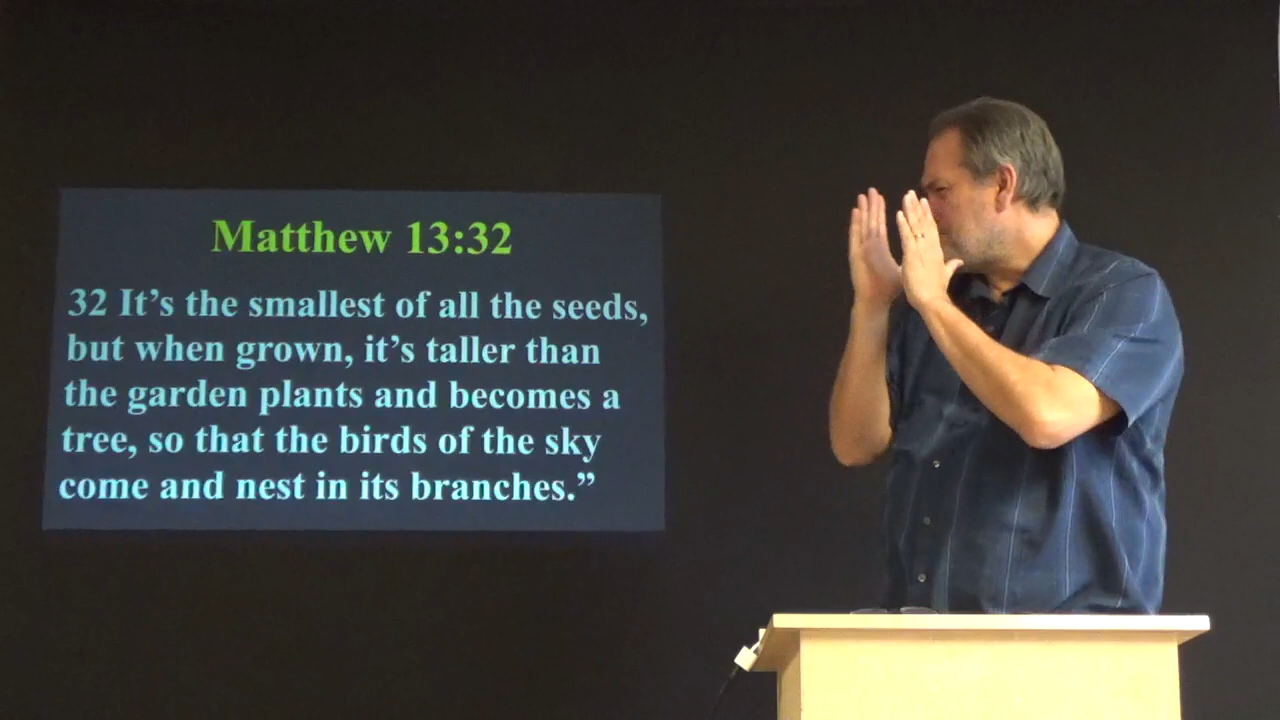 Matthew 13:32
32 It’s the smallest of all the seeds,
but when grown, it’s taller than
the garden plants and becomes a
tree, so that the birds of the sky
come and nest in its branches.”